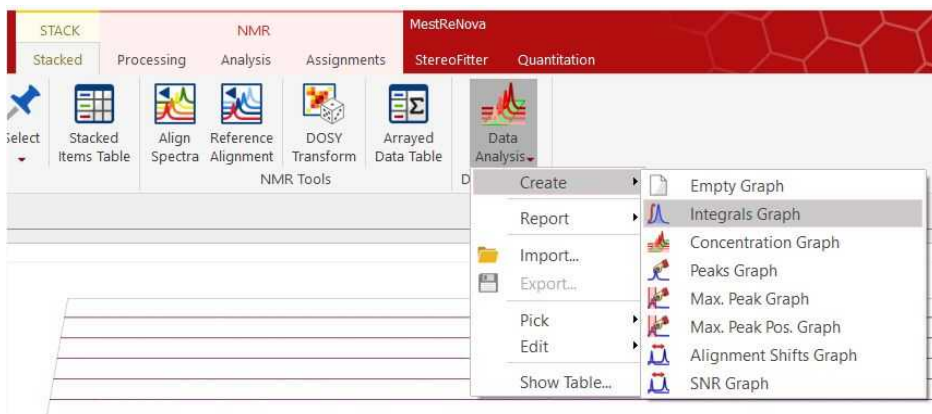 STACK NMR MestReNova
Stacked Processing Analysis Assignments StereoFitter Quantitation
Select Stacked Items Table Align Spectra Reference Alignment DOSY Transform Arrayed Data Table Data Analysis
NMR Tools D
Create
Report
Import...
Export...
Pick
Edit
Show Table...
Empty Graph
Integrals Graph
Concentration Graph
Peaks Graph
Max. Peak Graph
Max. Peak Pos. Graph
Alignment Shifts Graph
SNR Graph